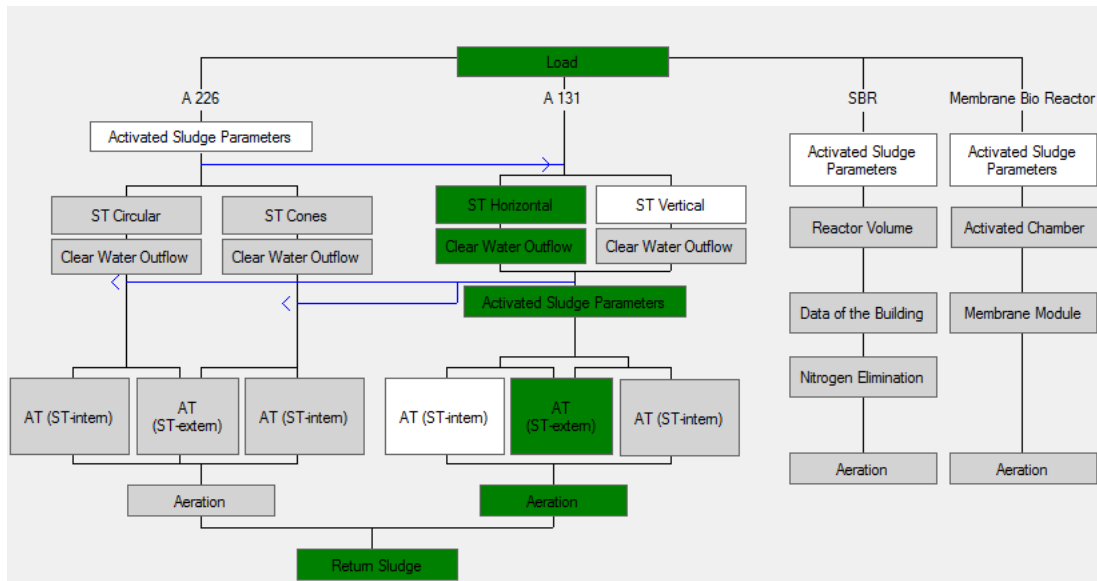 Load
A 226
A 131
SBR
Membrane Bio Reactor
Activated Sludge Parameters
Activated Sludge
Parameters
Activated Sludge
Parameters
ST Circular
ST Cones
ST Horizontal
ST Vertical
Reactor Volume
Activated Chamber
Clear Water Outflow
Clear Water Outflow
Clear Water Outflow
Clear Water Outflow
Activated Sludge Parameters
Data of the Building
Membrane Module
Nitrogen Elimination
AT (ST-intern)
AT
(ST-extern)
AT (ST-intern)
AT (ST-intern)
AT
(ST-extern)
AT (ST-intern)
Aeration
Aeration
Aeration
Aeration
Return Sludge